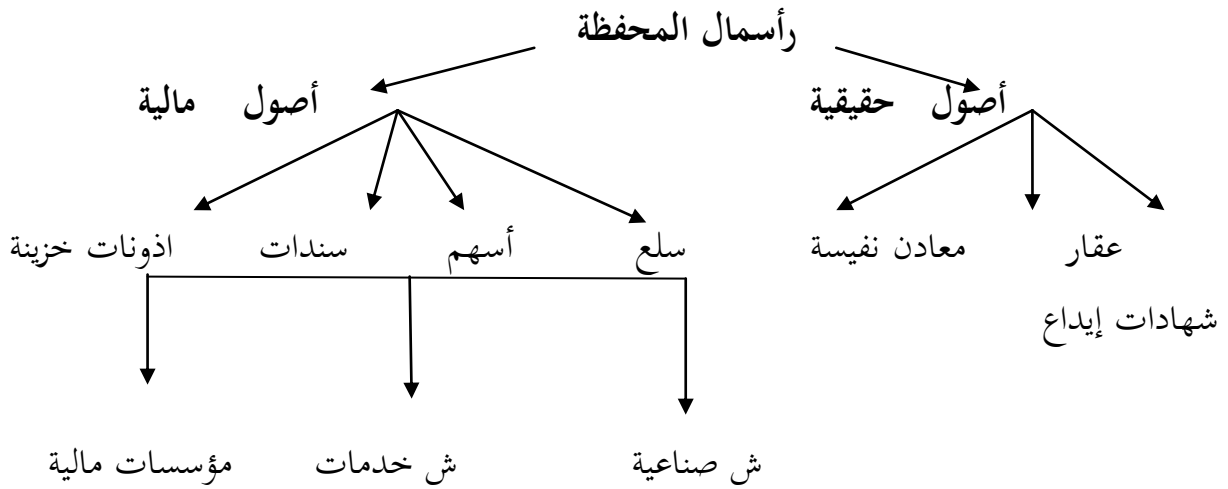 رأسمال المحفظة
أصول حقيقية أصول مالية
عقار معادن نفيسة سلع أسهم سندات اذونات خزينة
شهادات إيداع
ش صناعية ش خدمات مؤسسات مالية